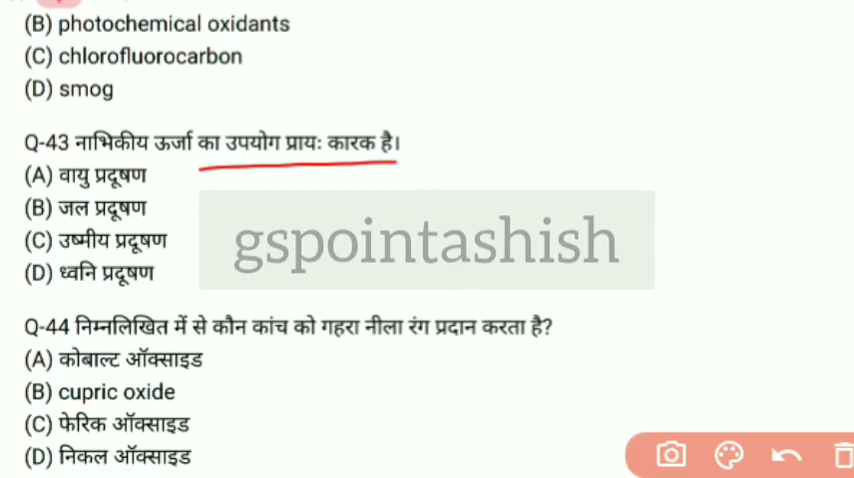 (B) photochemical oxidants
(C) chlorofluorocarbon
(D) smog
Q-43 नाभिकीय ऊर्जा का उपयोग प्रायः कारक है।
(A) वायु प्रदूषण
(B) जल प्रदूषण
(C) उष्मीय प्रदूषण
gspointashish
(D) ध्वनि प्रदूषण
Q-44 निम्नलिखित में से कौन कांच को गहरा नीला रंग प्रदान करता है?
(A) कोबाल्ट ऑक्साइड
(B) cupric oxide
(C) फेरिक ऑक्साइड
(D) निकल ऑक्साइड